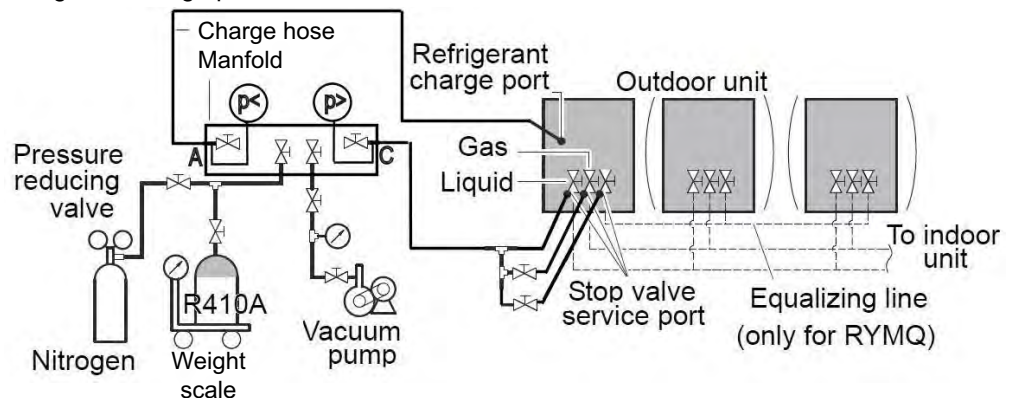 Charge hose
Manfold
Refrigerant
charge port
Outdoor unit
p<
p>
A
C
Gas
Liquid
Pressure
reducing
valve
To indoor
unit
R410A
Stop valve
service port
Equalizing line
(only for RYMQ)
Nitrogen
Weight
scale
Vacuum
pump